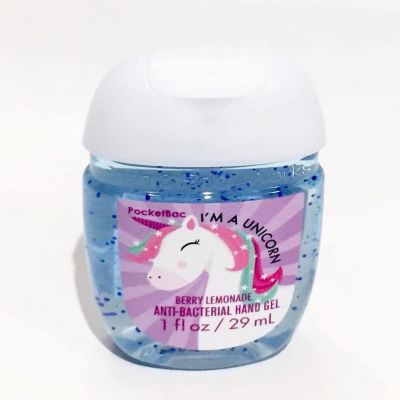 PocketBac
I'M A UNICORN
BERRY LEMONADE
ANTI-BACTERIAL HAND GEL
1 fl oz / 29 mL